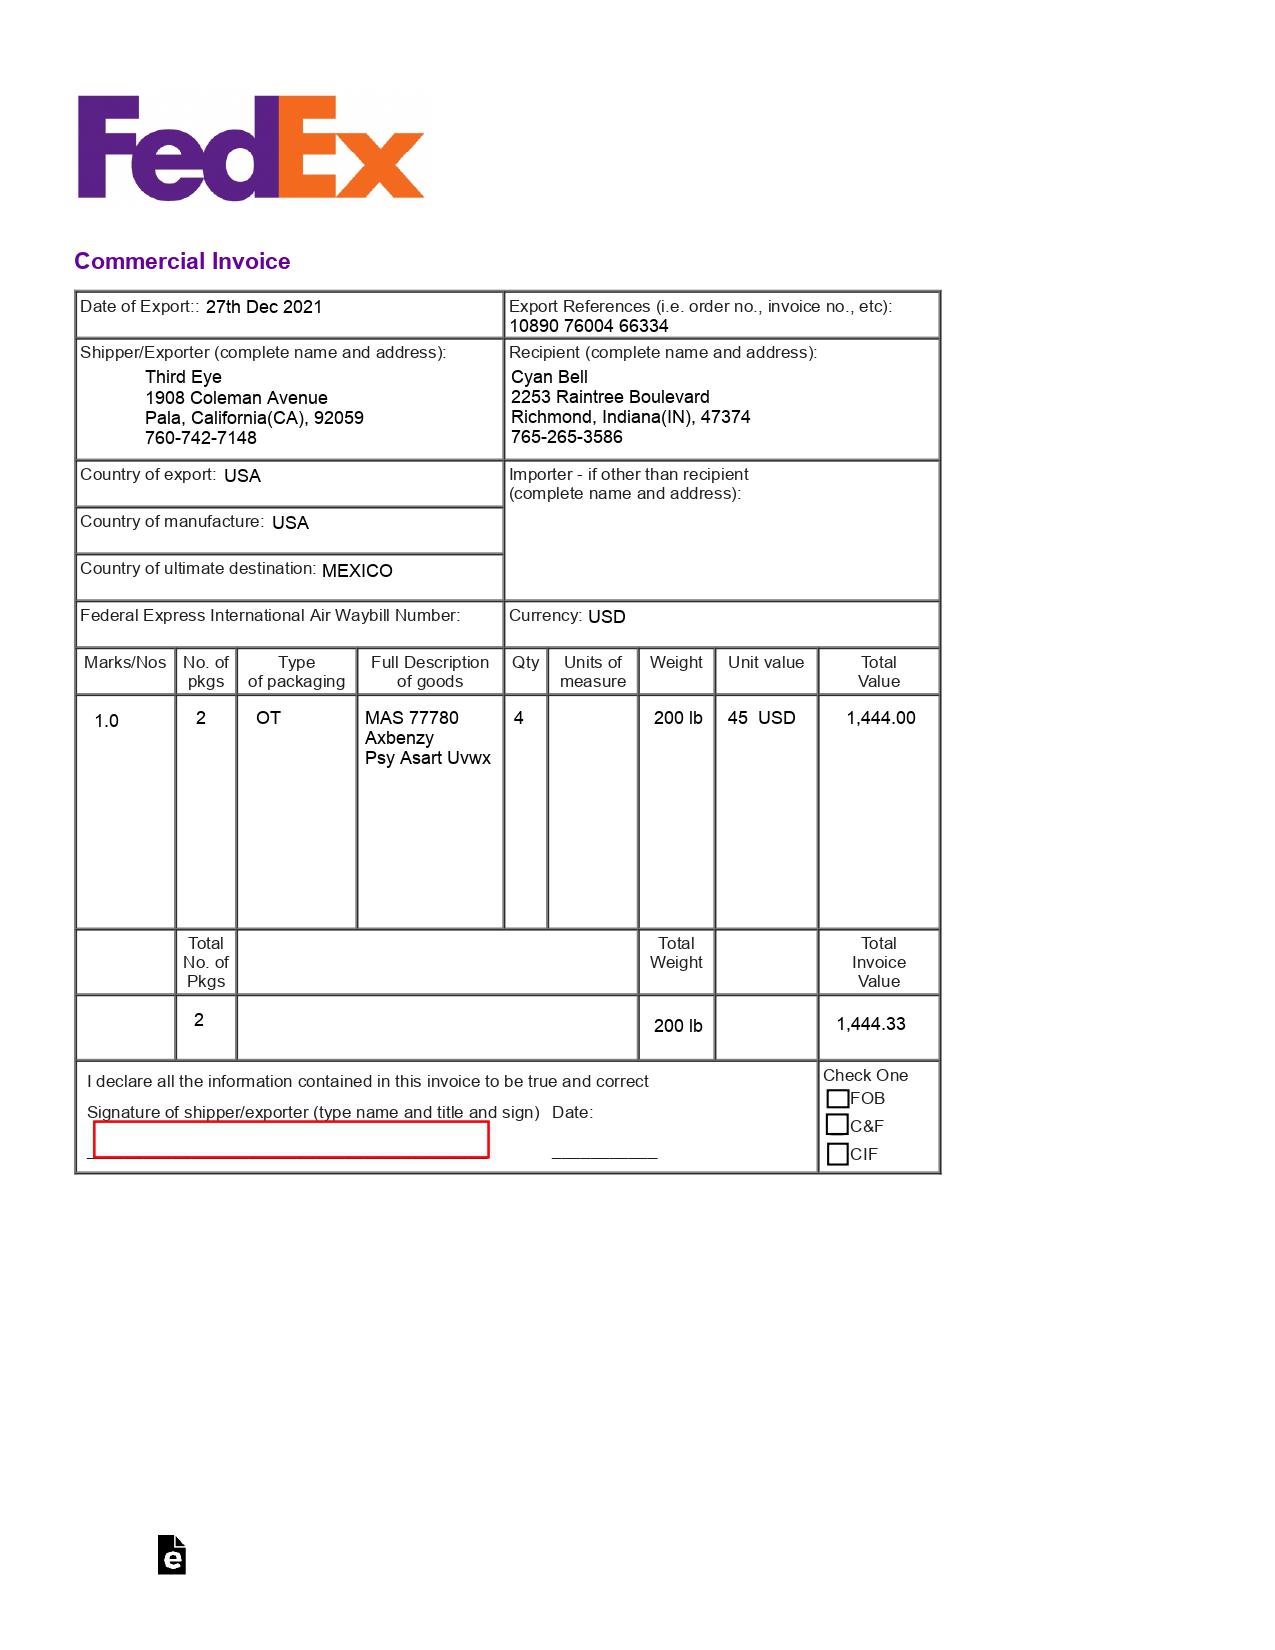 FedEx
Commercial Invoice
Date of Export:: 27th Dec 2021
Export References (i.e. order no., invoice no., etc):
10890 76004 66334
Shipper/Exporter (complete name and address):
Third Eye
1908 Coleman Avenue
Pala, California(CA), 92059
760-742-7148
Recipient (complete name and address):
Cyan Bell
2253 Raintree Boulevard
Richmond, Indiana(IN), 47374
765-265-3586
Country of export: USA
Importer - if other than recipient
(complete name and address):
Country of manufacture: USA
Country of ultimate destination: MEXICO
Federal Express International Air Waybill Number:
Currency: USD
Marks/Nos
No. of
pkgs
Type
of packaging
Full Description
of goods
Qty
Units of
measure
Weight
Unit value
Total
Value
1.0
2
OT
MAS 77780
Axbenzy
Psy Asart Uvwx
4
200 lb
45 USD
1,444.00
Total
No. of
Pkgs
Total
Weight
Total
Invoice
Value
2
200 lb
1,444.33
I declare all the information contained in this invoice to be true and correct
Signature of shipper/exporter (type name and title and sign) Date:
Check One
FOB
C&F
CIF
e